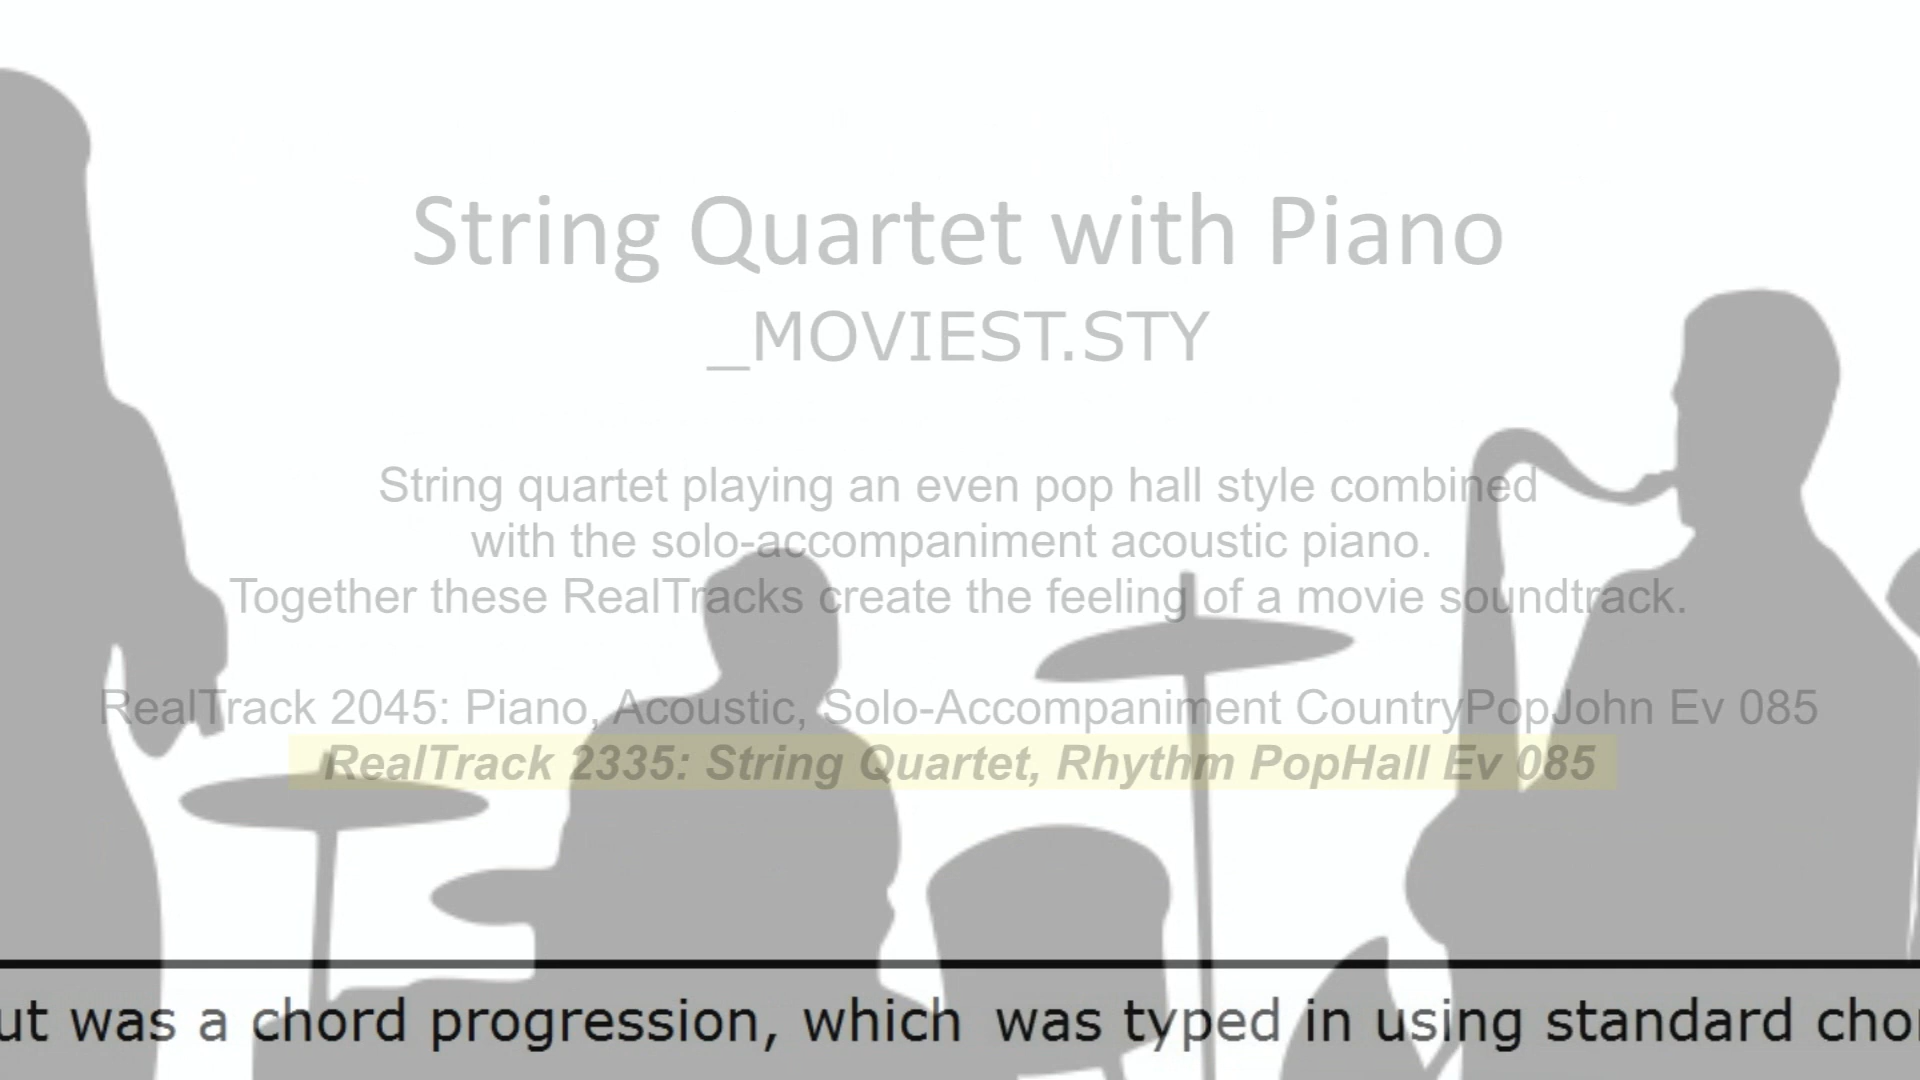 String Quartet with Piano
_MOVIEST.STY
String quartet playing an even pop hall style combined
with the solo-accompaniment acoustic piano.
Together these RealTracks create the feeling of a movie soundtrack.
RealTrack 2045: Piano, Acoustic, Solo-Accompaniment CountryPopJohn Ev 085
RealTrack 2335: String Quartet, Rhythm PopHall Ev 085
was a chord progression, which was typed in using standard